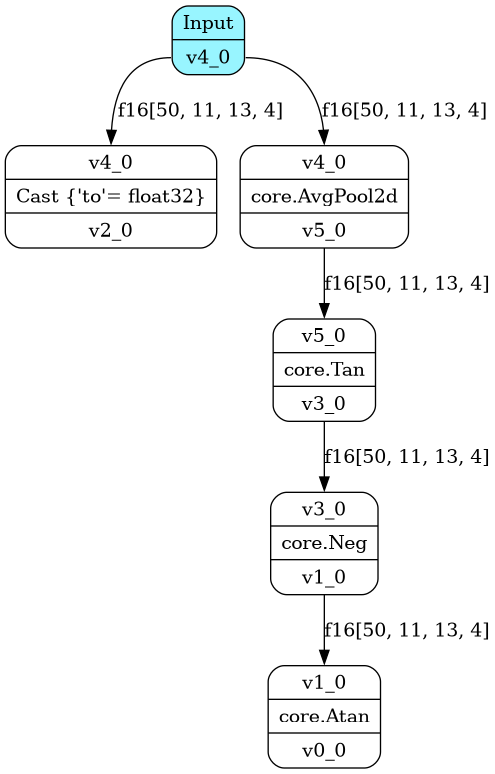 Input
v4_0
f16[50, 11, 13, 4]
f16[50, 11, 13, 4]
v4_0
Cast {'to'= float32}
v2_0
v4_0
core.AvgPool2d
v5_0
f16[50, 11, 13, 4]
v5_0
core.Tan
v3_0
f16[50, 11, 13, 4]
v3_0
core.Neg
v1_0
f16[50, 11, 13, 4]
v1_0
core.Atan
v0_0